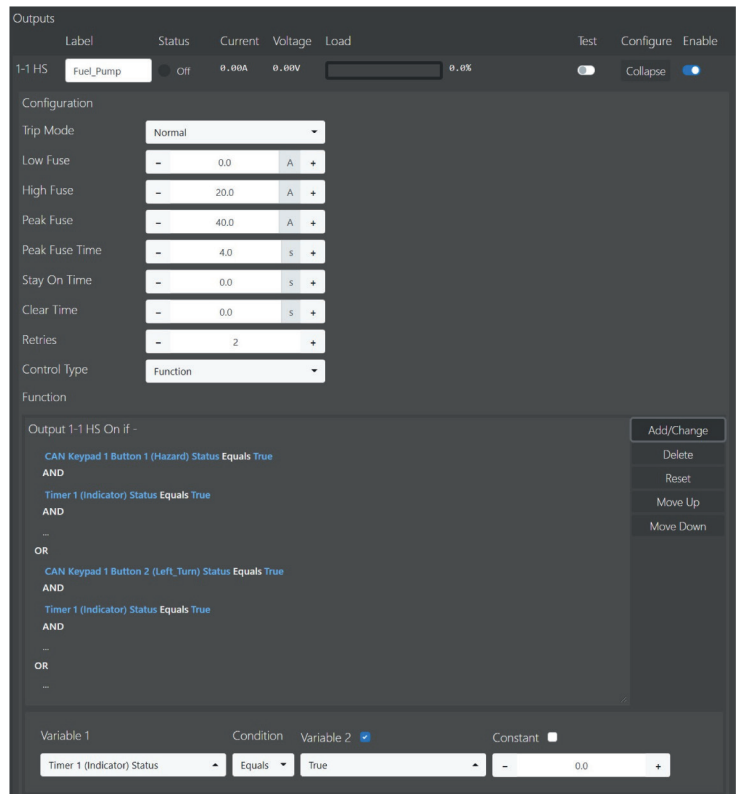 Outputs
Label Status Current Voltage Load Test Configure Enable
1-1 HS Fuel_Pump Off 0.00A 0.00V 0.0% Collapse
Configuration
Trip Mode Normal
Low Fuse - 0.0 A +
High Fuse - 20.0 A +
Peak Fuse - 40.0 A +
Peak Fuse Time - 4.0 s +
Stay On Time - 0.0 s +
Clear Time - 0.0 s +
Retries - 2 +
Control Type Function
Function
Output 1-1 HS On if - Add/Change
Delete
CAN Keypad 1 Button 1 (Hazard) Status Equals True
AND
Reset
Timer 1 (Indicator) Status Equals True
Move Up
AND
Move Down
...
OR
CAN Keypad 1 Button 2 (Left_Turn) Status Equals True
AND
Timer 1 (Indicator) Status Equals True
AND
...
OR
...
Variable 1 Condition Variable 2 Constant
Timer 1 (Indicator) Status Equals True - 0.0 +